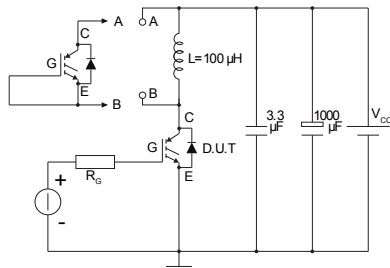 A
A
C
G
L=100 µH
E
B
B
C
3.3
µF
1000
µF
V_CC
G
D.U.T
E
+
R_G
-